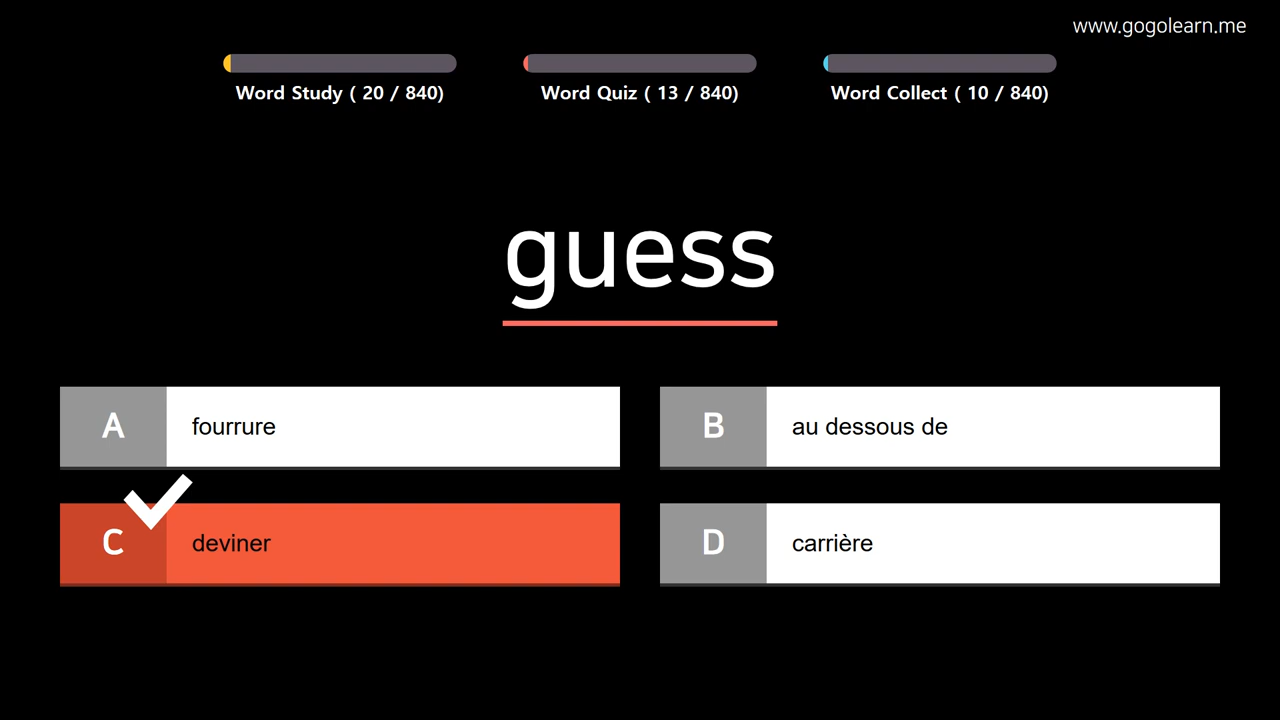 www.gogolearn.me
Word Study ( 20 / 840)
Word Quiz ( 13 / 840)
Word Collect ( 10 / 840)
guess
A fourrure
B au dessous de
C deviner
D carrière